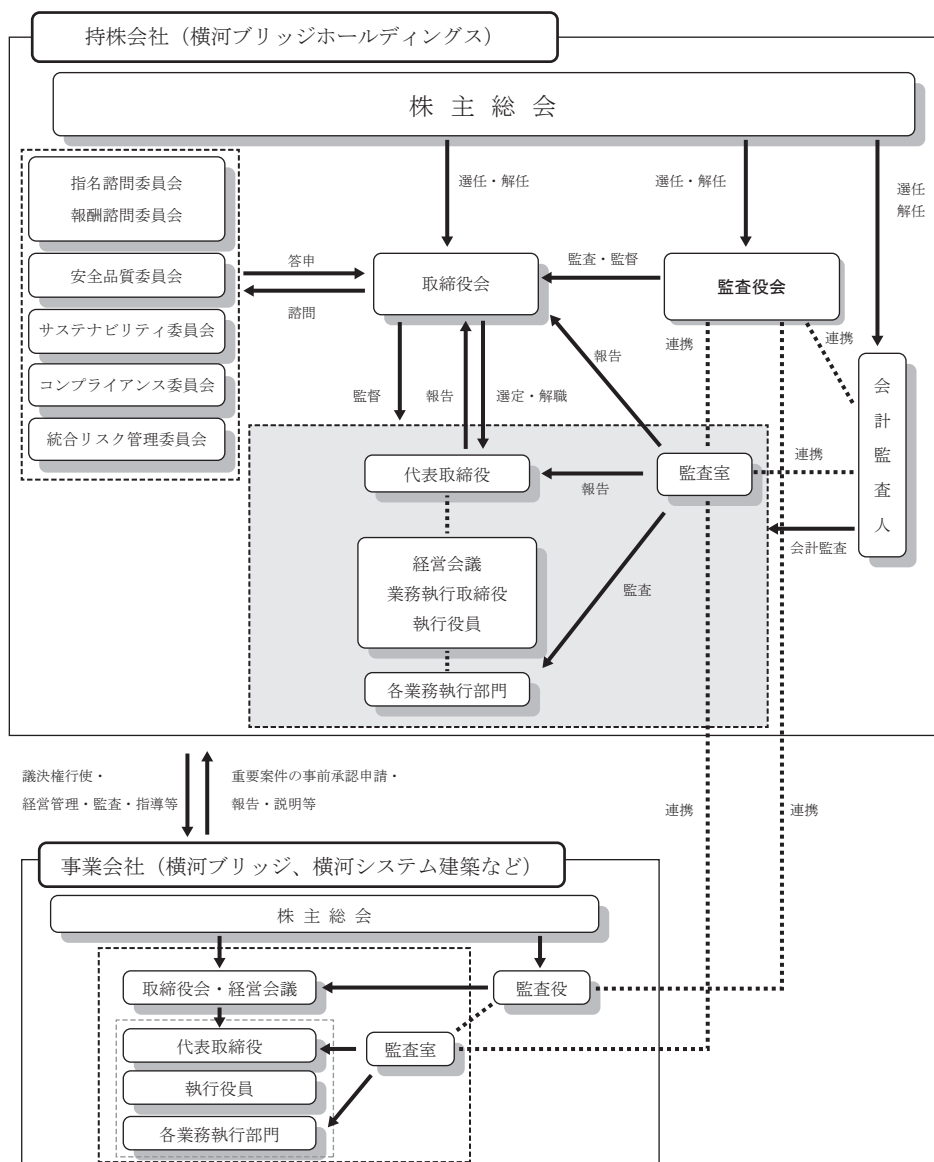 持株会社（横河ブリッジホールディングス）
株主総会
指名諮問委員会
報酬諮問委員会
安全品質委員会
サステナビリティ委員会
コンプライアンス委員会
統合リスク管理委員会
選任・解任
選任・解任
選任
解任
答申
諮問
取締役会
監査・監督
監査役会
連携
連携
報告
監督
報告
選定・解職
会計監査人
代表取締役
報告
監査室
連携
会計監査
経営会議
業務執行取締役
執行役員
監査
各業務執行部門
議決権行使・
経営管理・監査・指導等
重要案件の事前承認申請・
報告・説明等
連携
連携
事業会社（横河ブリッジ、横河システム建築など）
株主総会
取締役会・経営会議
監査役
代表取締役
監査室
執行役員
各業務執行部門